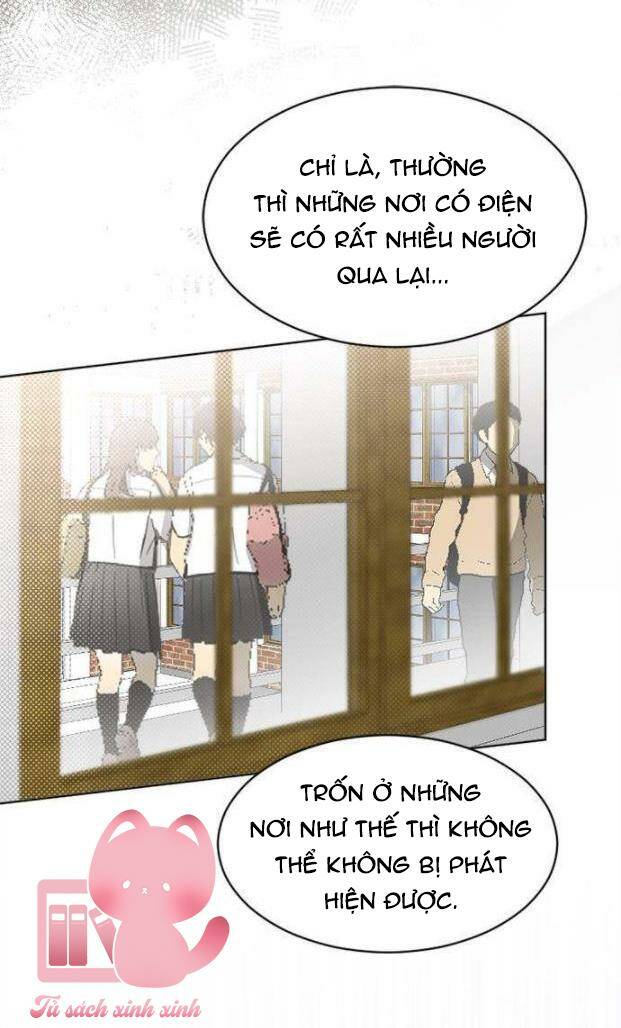 CHỈ LÀ, THƯỜNG
THÌ NHỮNG NƠI CÓ ĐIỆN
SẼ CÓ RẤT NHIỀU NGƯỜI
QUA LẠI...
TRỐN Ở NHỮNG
NƠI NHƯ THẾ THÌ KHÔNG
THỂ KHÔNG BỊ PHÁT
HIỆN ĐƯỢC.
Tủ sách xinh xinh